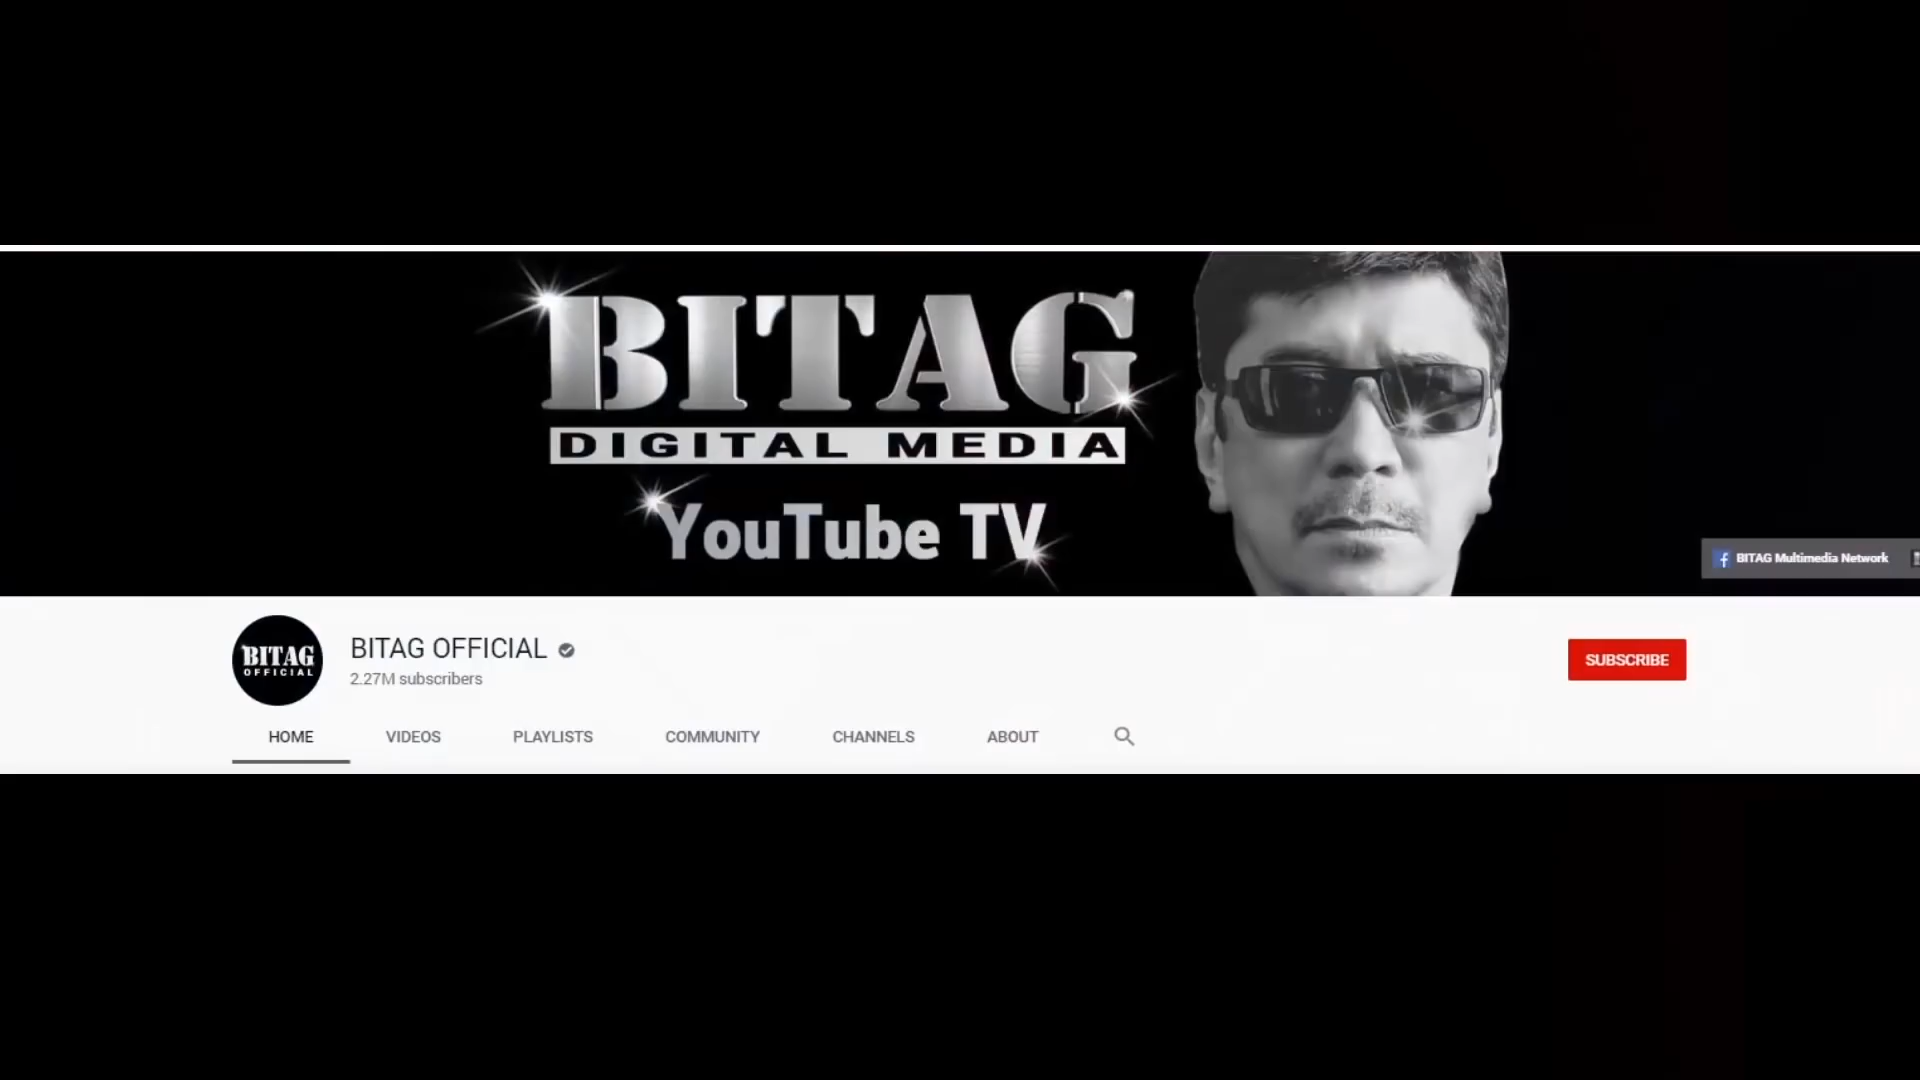 BITAG
DIGITAL MEDIA
YouTube TV
BITAG Multimedia Network
BITAG
OFFICIAL
BITAG OFFICIAL
2.27M subscribers
SUBSCRIBE
HOME VIDEOS PLAYLISTS COMMUNITY CHANNELS ABOUT